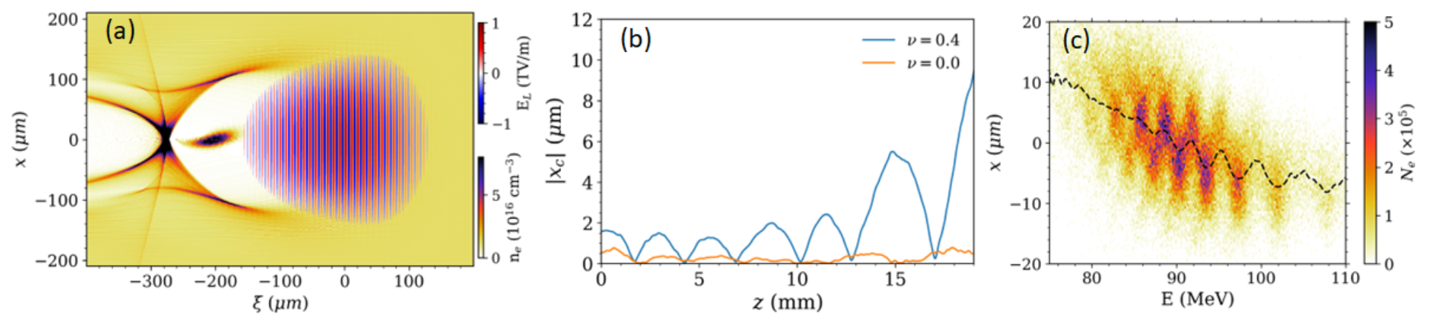 (a)
x (μm)
200
100
0
−100
−200
−300
−200
−100
0
100
ξ (μm)
1
0
−1
E_L (TV/m)
5
0
n_e (10^16 cm^−3)
(b)
|x_c| (μm)
12
10
8
6
4
2
0
0
5
10
15
z (mm)
ν = 0.4
ν = 0.0
(c)
x (μm)
20
10
0
−10
−20
80
90
100
110
E (MeV)
5
4
3
2
1
0
N_e (×10^5)